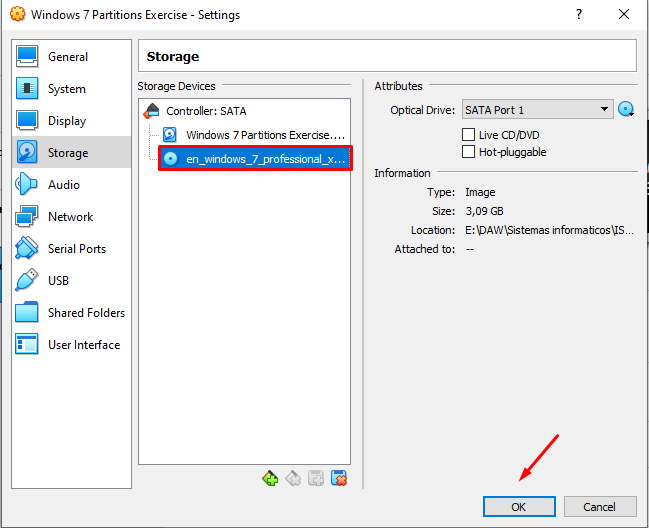 Windows 7 Partitions Exercise - Settings
?
General
System
Display
Storage
Audio
Network
Serial Ports
USB
Shared Folders
User Interface
Storage
Storage Devices
Controller: SATA
Windows 7 Partitions Exercise....
en_windows_7_professional_x...
Attributes
Optical Drive: SATA Port 1
Live CD/DVD
Hot-pluggable
Information
Type: Image
Size: 3,09 GB
Location: E:\DAW\Sistemas informaticos\IS...
Attached to: --
OK
Cancel